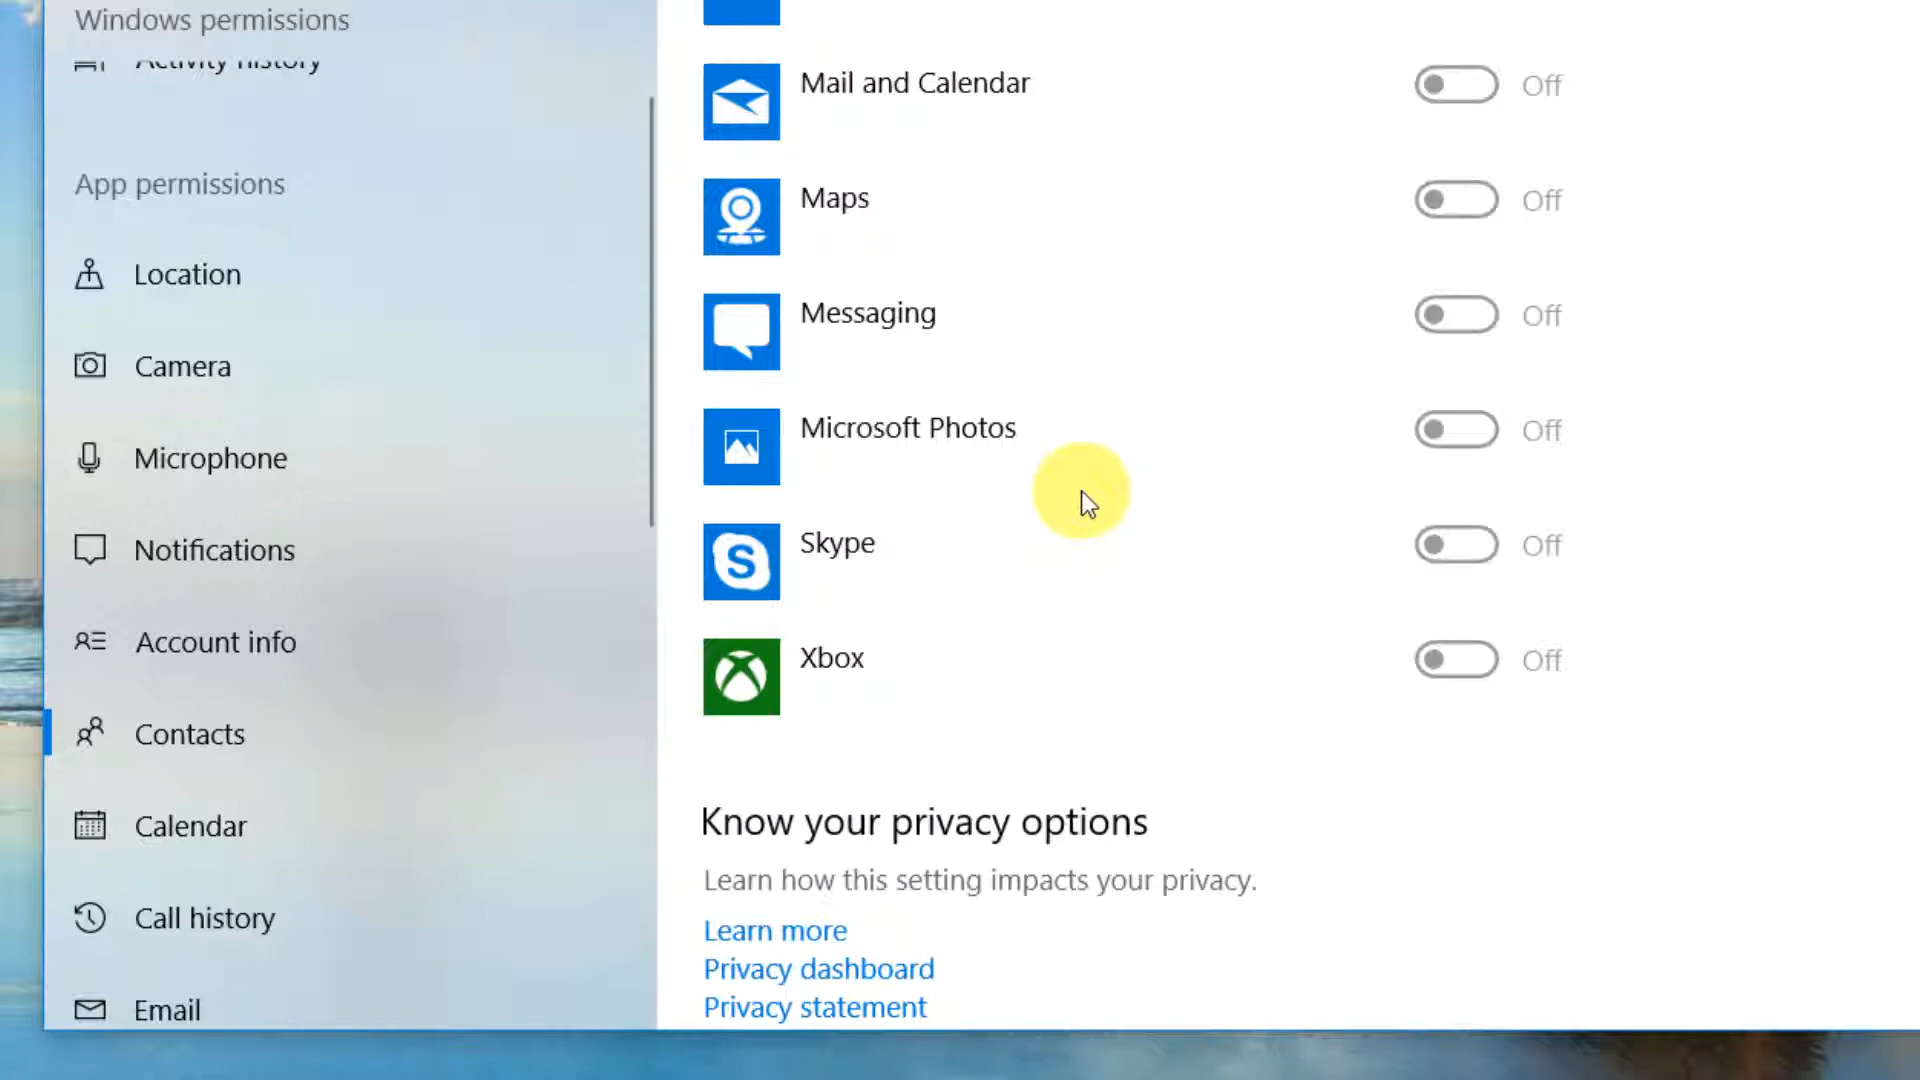 Windows permissions
Activity history
App permissions
Location
Camera
Microphone
Notifications
Account info
Contacts
Calendar
Call history
Email
Mail and Calendar Off
Maps Off
Messaging Off
Microsoft Photos Off
Skype Off
Xbox Off
Know your privacy options
Learn how this setting impacts your privacy.
Learn more
Privacy dashboard
Privacy statement